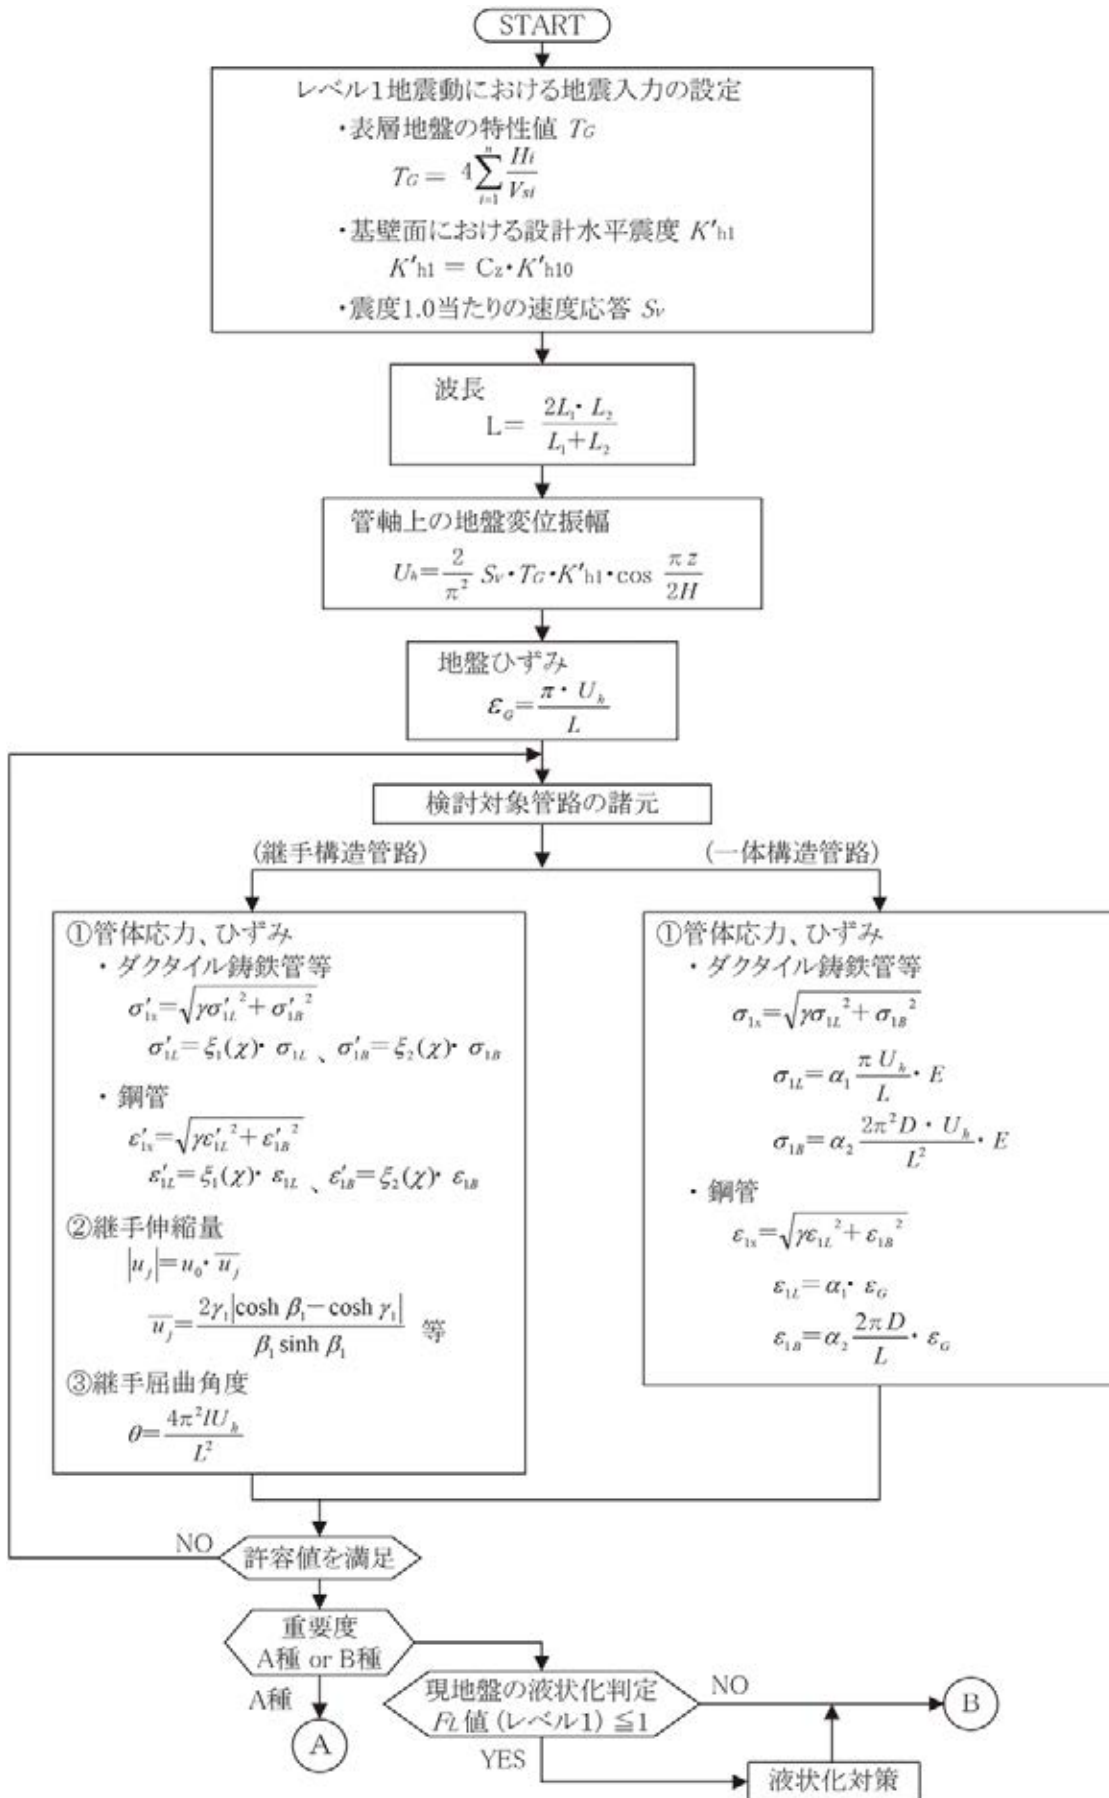 START
レベル1地震動における地震入力の設定
・表層地盤の特性値 TG
TG = 4∑_{i=1}^{n} Hi/Vsi
・基壁面における設計水平震度 K′h1
K′h1 = Cz・K′h10
・震度1.0当たりの速度応答 Sv
波長
L= 2L₁・L₂/(L₁+L₂)
管軸上の地盤変位振幅
Uh=2/π² Sv・TG・K′h1・cos πz/2H
地盤ひずみ
εG=π・Uh/L
検討対象管路の諸元
(継手構造管路)
(一体構造管路)
①管体応力、ひずみ
・ダクタイル鋳鉄管等
σ′1x=√(γσ′1L²+σ′1B²)
σ′1L=ξ₁(χ)・σ1L 、σ′1B=ξ₂(χ)・σ1B
・鋼管
ε′1x=√(γε′1L²+ε′1B²)
ε′1L=ξ₁(χ)・ε1L 、ε′1B=ξ₂(χ)・ε1B
②継手伸縮量
|uj|=u₀・u̅j
u̅j=2γ₁|cosh β₁−cosh γ₁|/(β₁ sinh β₁) 等
③継手屈曲角度
θ=4π²lUh/L²
①管体応力、ひずみ
・ダクタイル鋳鉄管等
σ1x=√(γσ1L²+σ1B²)
σ1L=α₁ πUh/L・E
σ1B=α₂ 2π²D・Uh/L²・E
・鋼管
ε1x=√(γε1L²+ε1B²)
ε1L=α₁・εG
ε1B=α₂ 2πD/L・εG
NO
許容値を満足
重要度
A種 or B種
A種
A
現地盤の液状化判定
FL値(レベル1)≦1
NO
B
YES
液状化対策